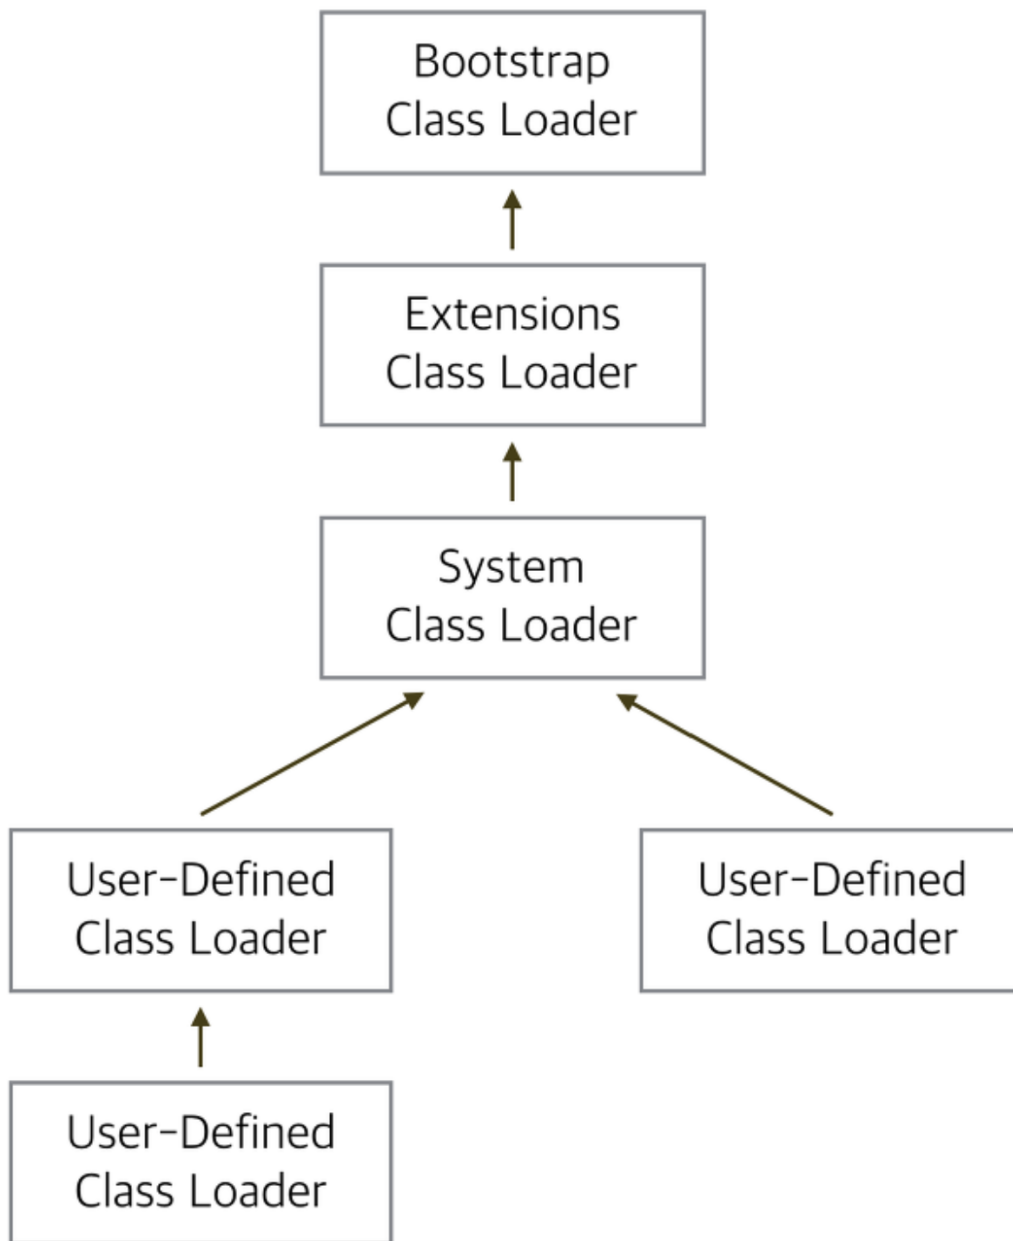 Bootstrap
Class Loader
Extensions
Class Loader
System
Class Loader
User-Defined
Class Loader
User-Defined
Class Loader
User-Defined
Class Loader